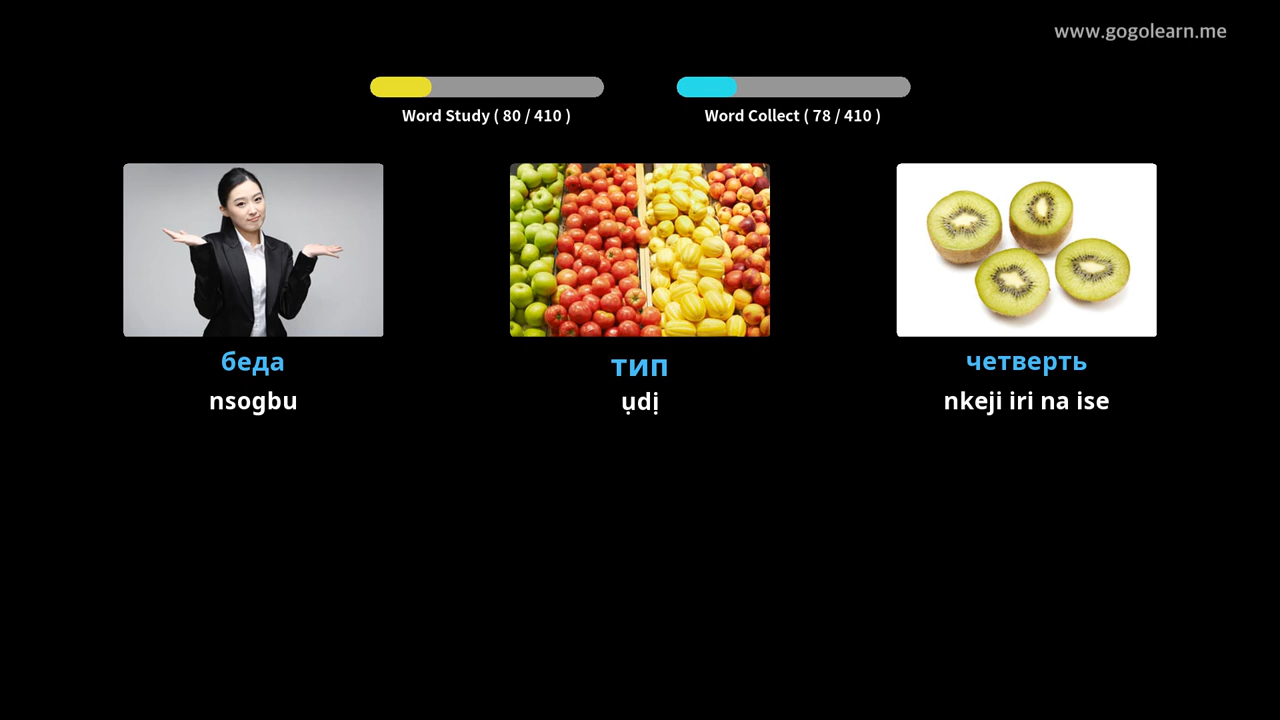 www.gogolearn.me
Word Study ( 80 / 410 )
Word Collect ( 78 / 410 )
беда
тип
четверть
nsogbu
ụdị
nkeji iri na ise